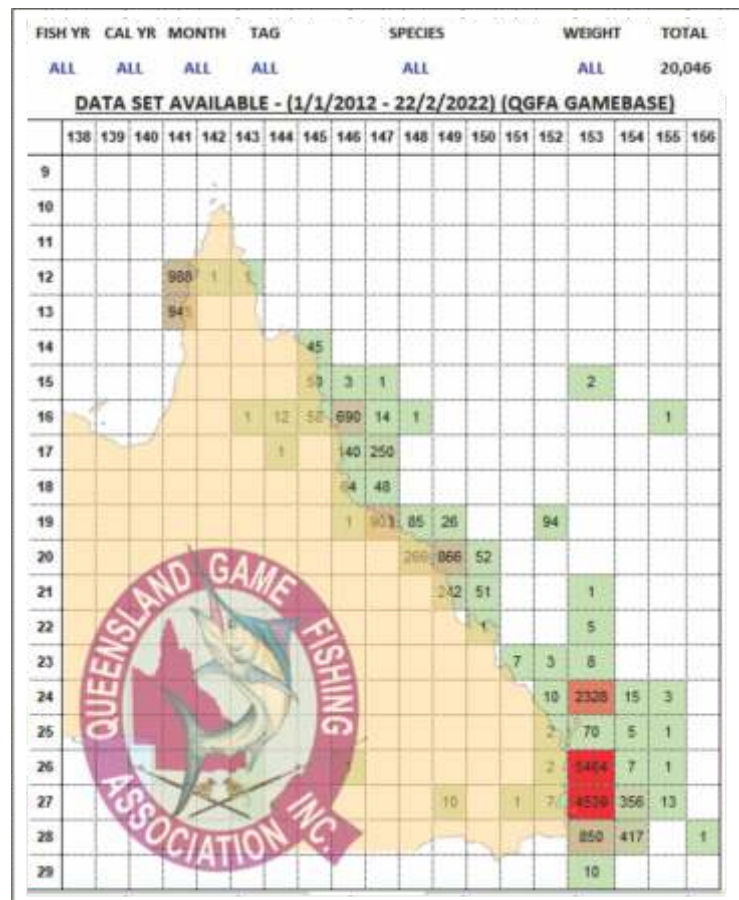 FISH YR CAL YR MONTH TAG SPECIES WEIGHT TOTAL
ALL ALL ALL ALL ALL ALL 20,046
DATA SET AVAILABLE - (1/1/2012 - 22/2/2022) (QGFA GAMEBASE)
138 139 140 141 142 143 144 145 146 147 148 149 150 151 152 153 154 155 156
9
10
11
12 988 1 1
13
14 45
15 3 1 2
16 1 12 690 14 1 1
17 1 140 250
18 48
19 1 85 26 94
20 266 866 52
21 242 51 1
22 1 5
23 7 3 8
24 10 2328 15 3
25 2 70 5 1
26 1 2 5464 7 1
27 10 1 4539 356 13
28 850 417 1
29 10
QUEENSLAND GAME FISHING
ASSOCIATION INC.